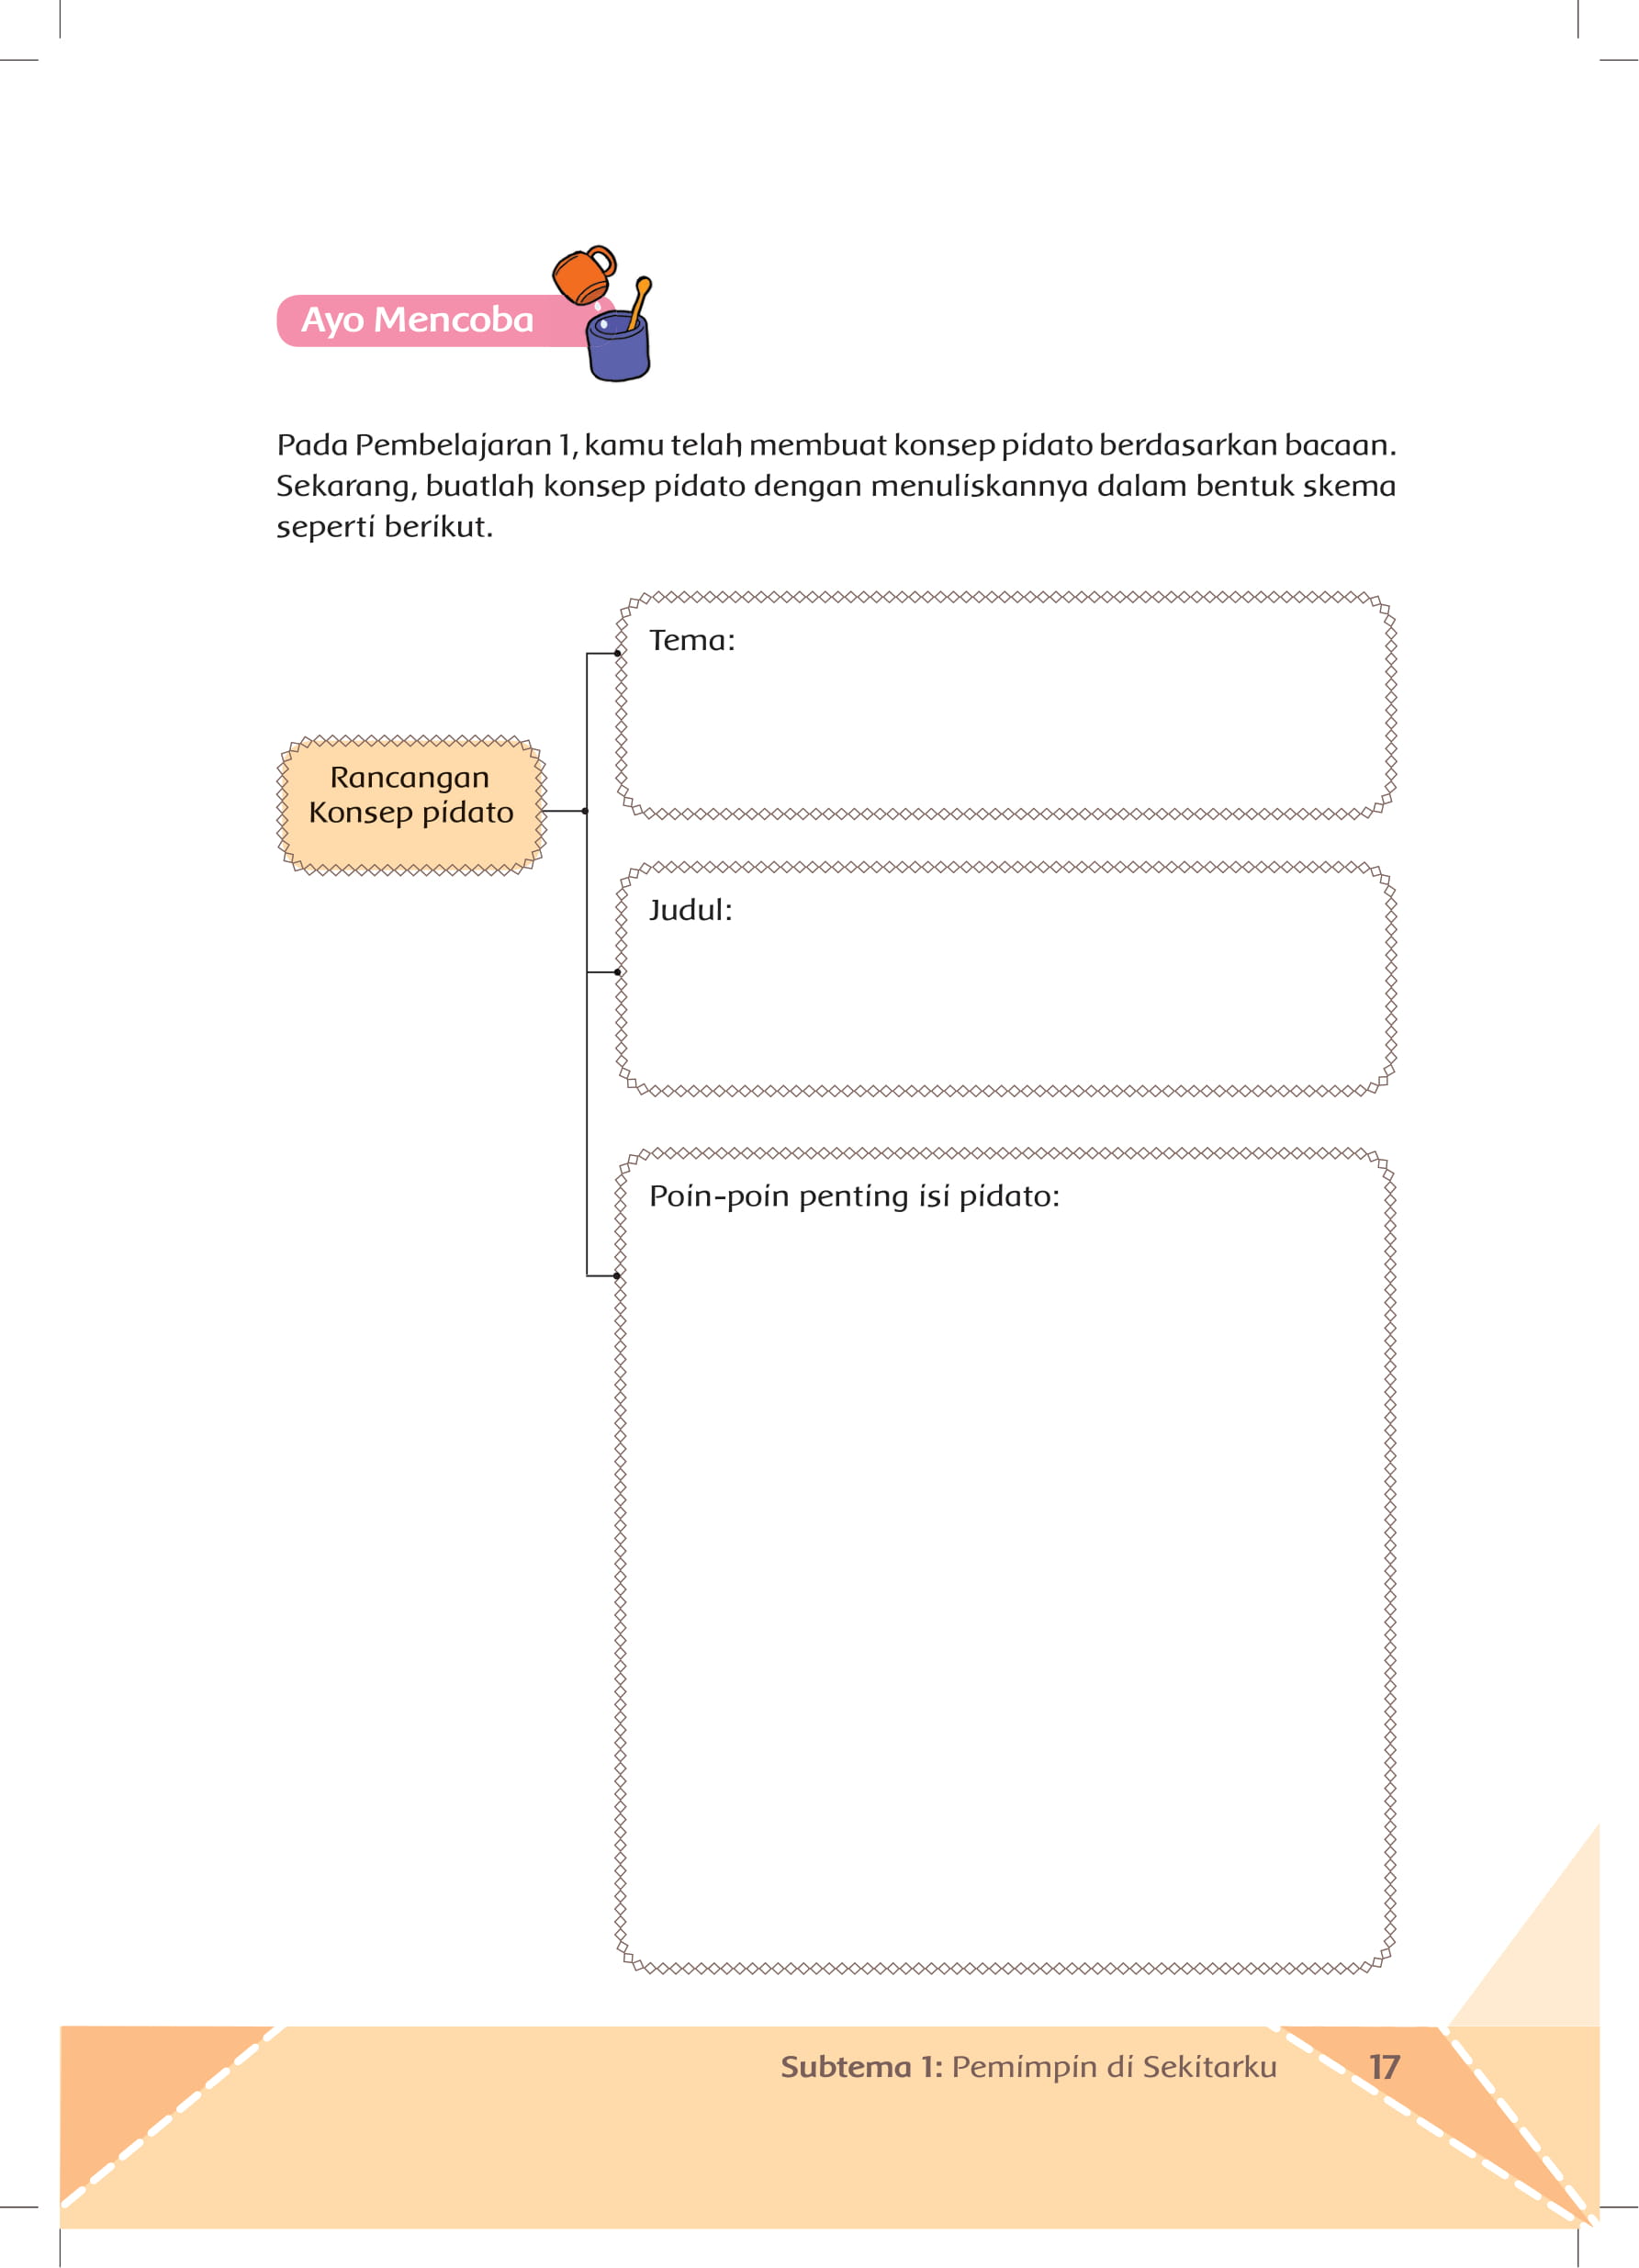 Ayo Mencoba
Pada Pembelajaran 1, kamu telah membuat konsep pidato berdasarkan bacaan.
Sekarang, buatlah konsep pidato dengan menuliskannya dalam bentuk skema
seperti berikut.
Tema:
Rancangan
Konsep pidato
Judul:
Poin-poin penting isi pidato:
Subtema 1: Pemimpin di Sekitarku 17